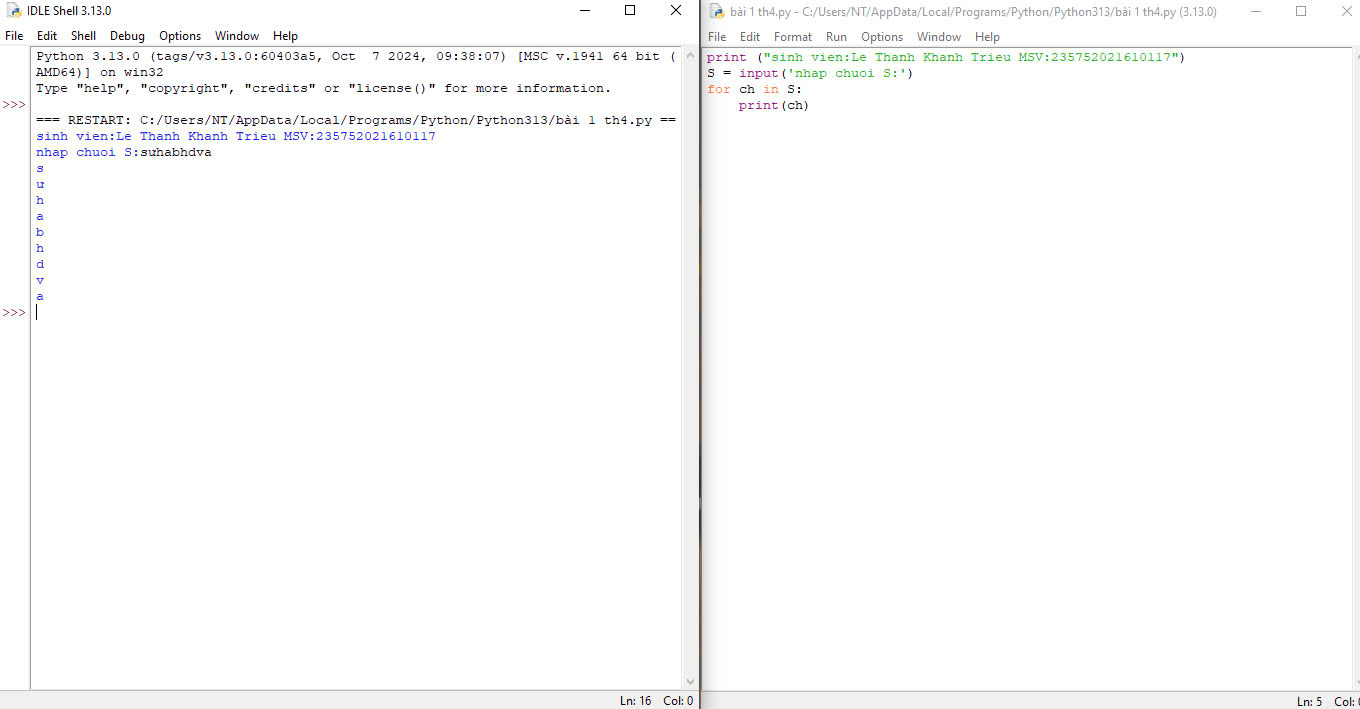 IDLE Shell 3.13.0
File Edit Shell Debug Options Window Help
Python 3.13.0 (tags/v3.13.0:60403a5, Oct  7 2024, 09:38:07) [MSC v.1941 64 bit (
AMD64)] on win32
Type "help", "copyright", "credits" or "license()" for more information.
>>>
=== RESTART: C:/Users/NT/AppData/Local/Programs/Python/Python313/bài 1 th4.py ==
sinh vien:Le Thanh Khanh Trieu MSV:235752021610117
nhap chuoi S:sưhabhdva
s
ư
h
a
b
h
d
v
a
>>>
Ln: 16 Col: 0
bài 1 th4.py - C:/Users/NT/AppData/Local/Programs/Python/Python313/bài 1 th4.py (3.13.0)
File Edit Format Run Options Window Help
print ("sinh vien:Le Thanh Khanh Trieu MSV:235752021610117")
S = input('nhap chuoi S:')
for ch in S:
    print(ch)
Ln: 5 Col: